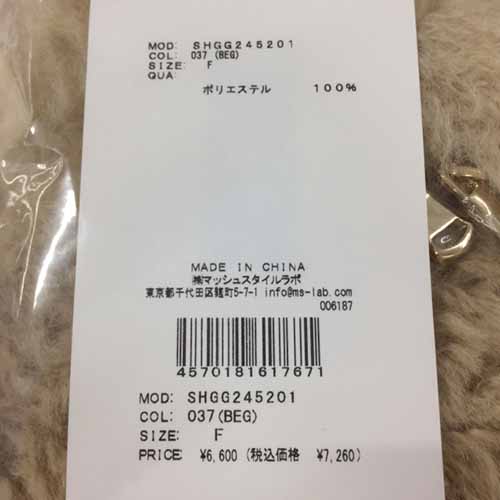 MOD: SHGG245201
COL: 037 (BEG)
SIZE: F
QUA:
ポリエステル 100%
MADE IN CHINA
㈱マッシュスタイルラボ
東京都千代田区麹町5-7-1 info@ms-lab.com
006187
4570181617671
MOD: SHGG245201
COL: 037(BEG)
SIZE: F
PRICE ¥6,600 (税込価格 ¥7,260)